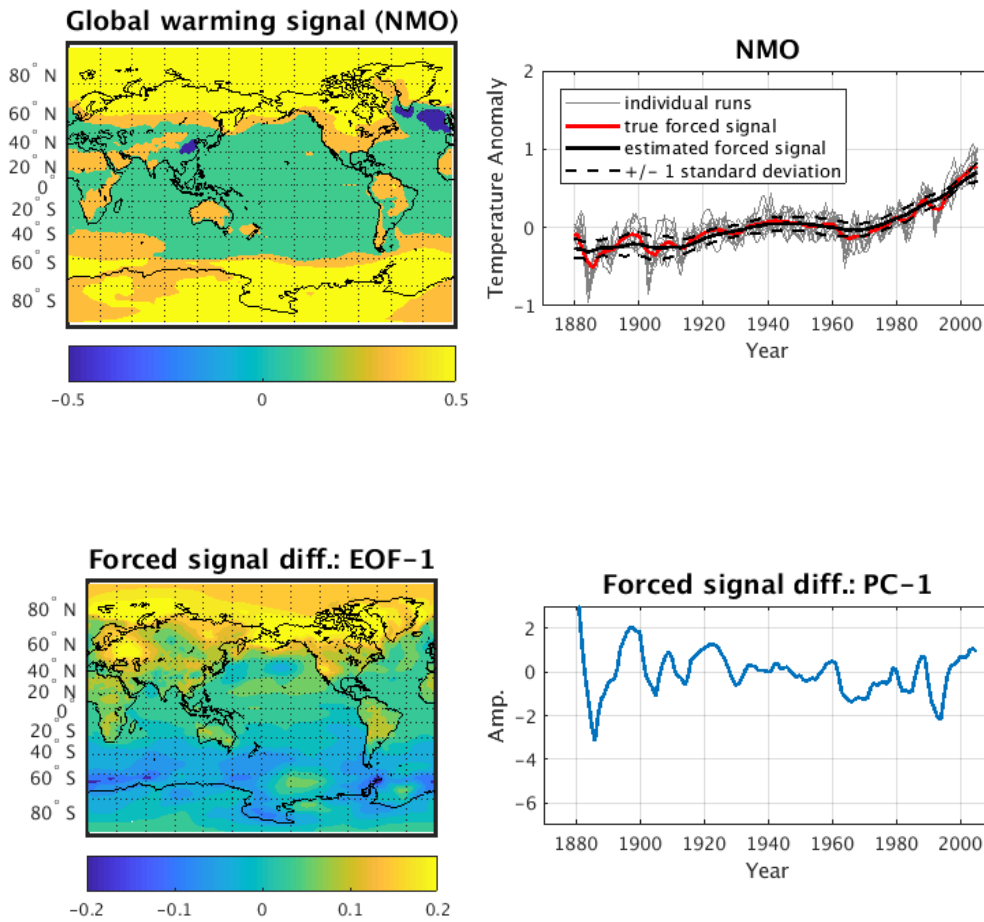 Global warming signal (NMO)
80° N
60° N
40° N
20° N
0°
20° S
40° S
60° S
80° S
-0.5
0
0.5
NMO
2
1
0
-1
Temperature Anomaly
individual runs
true forced signal
estimated forced signal
+/- 1 standard deviation
1880
1900
1920
1940
1960
1980
2000
Year
Forced signal diff.: EOF-1
80° N
60° N
40° N
20° N
0°
20° S
40° S
60° S
80° S
-0.2
-0.1
0
0.1
0.2
Forced signal diff.: PC-1
2
0
-2
-4
-6
Amp.
1880
1900
1920
1940
1960
1980
2000
Year